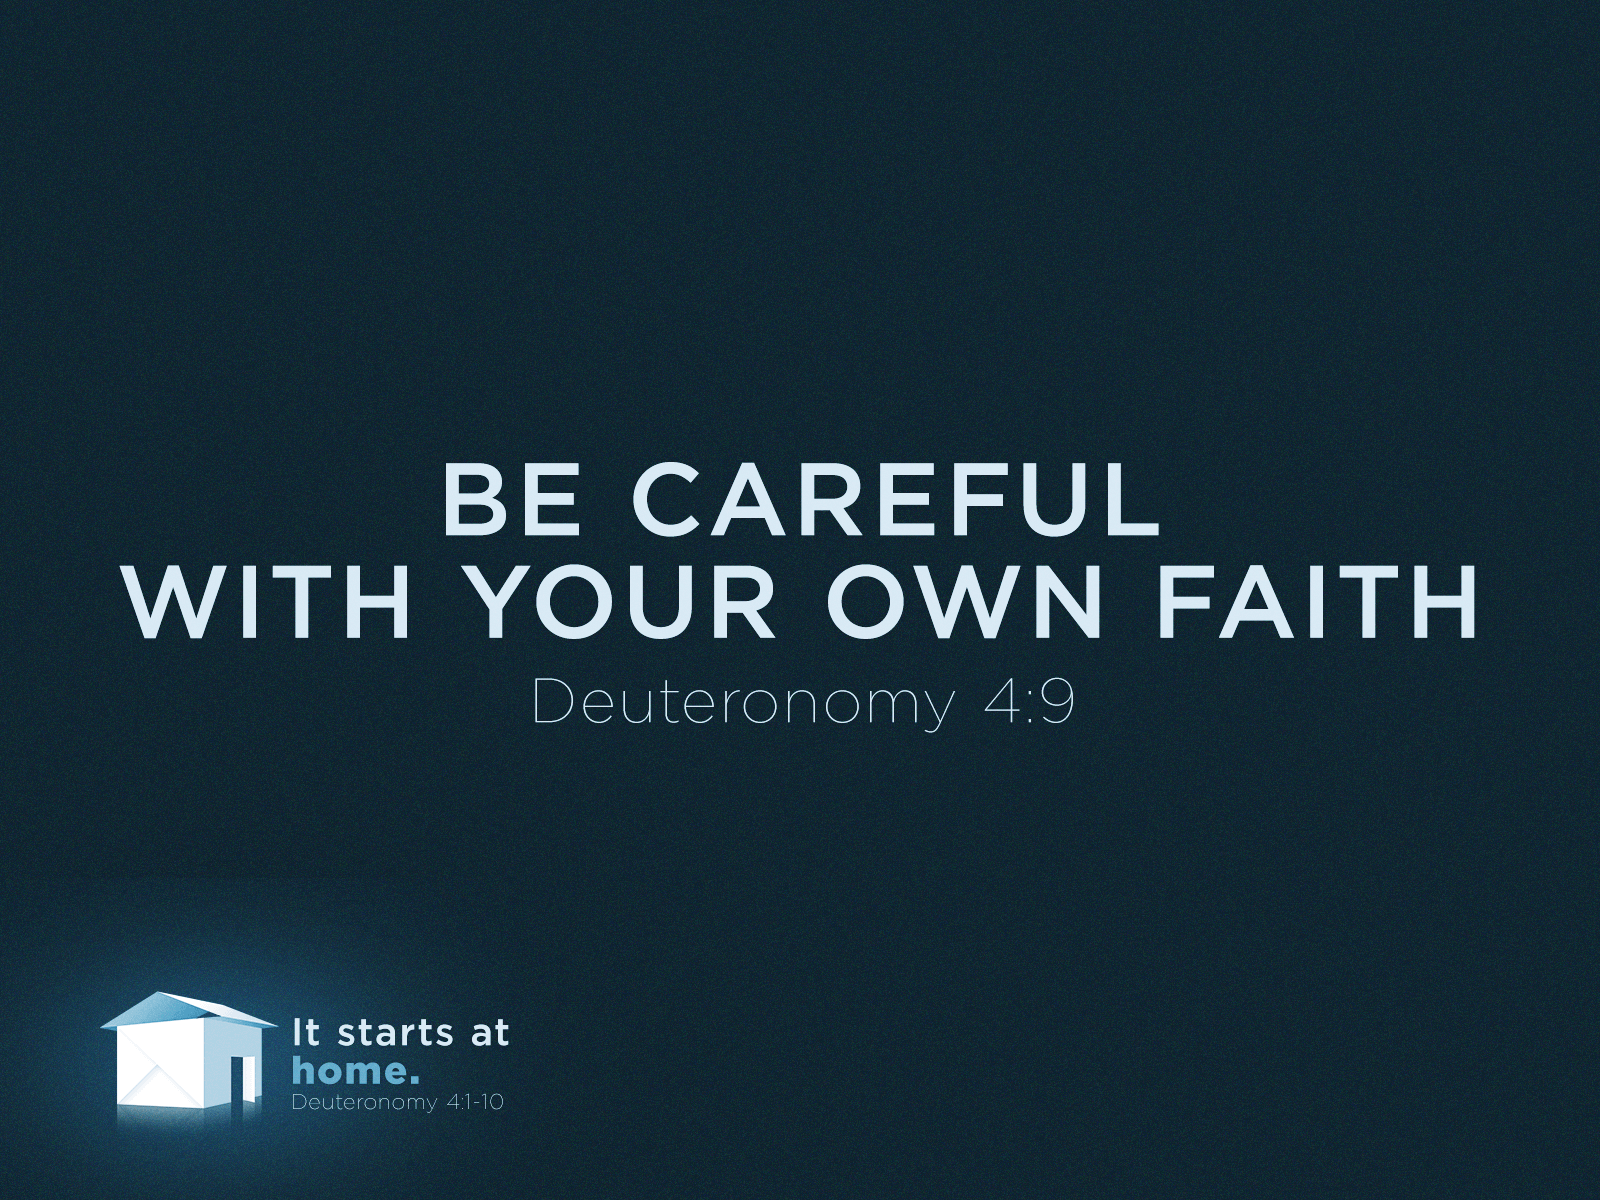 BE CAREFUL
WITH YOUR OWN FAITH
Deuteronomy 4:9
It starts at
home.
Deuteronomy 4:1-10